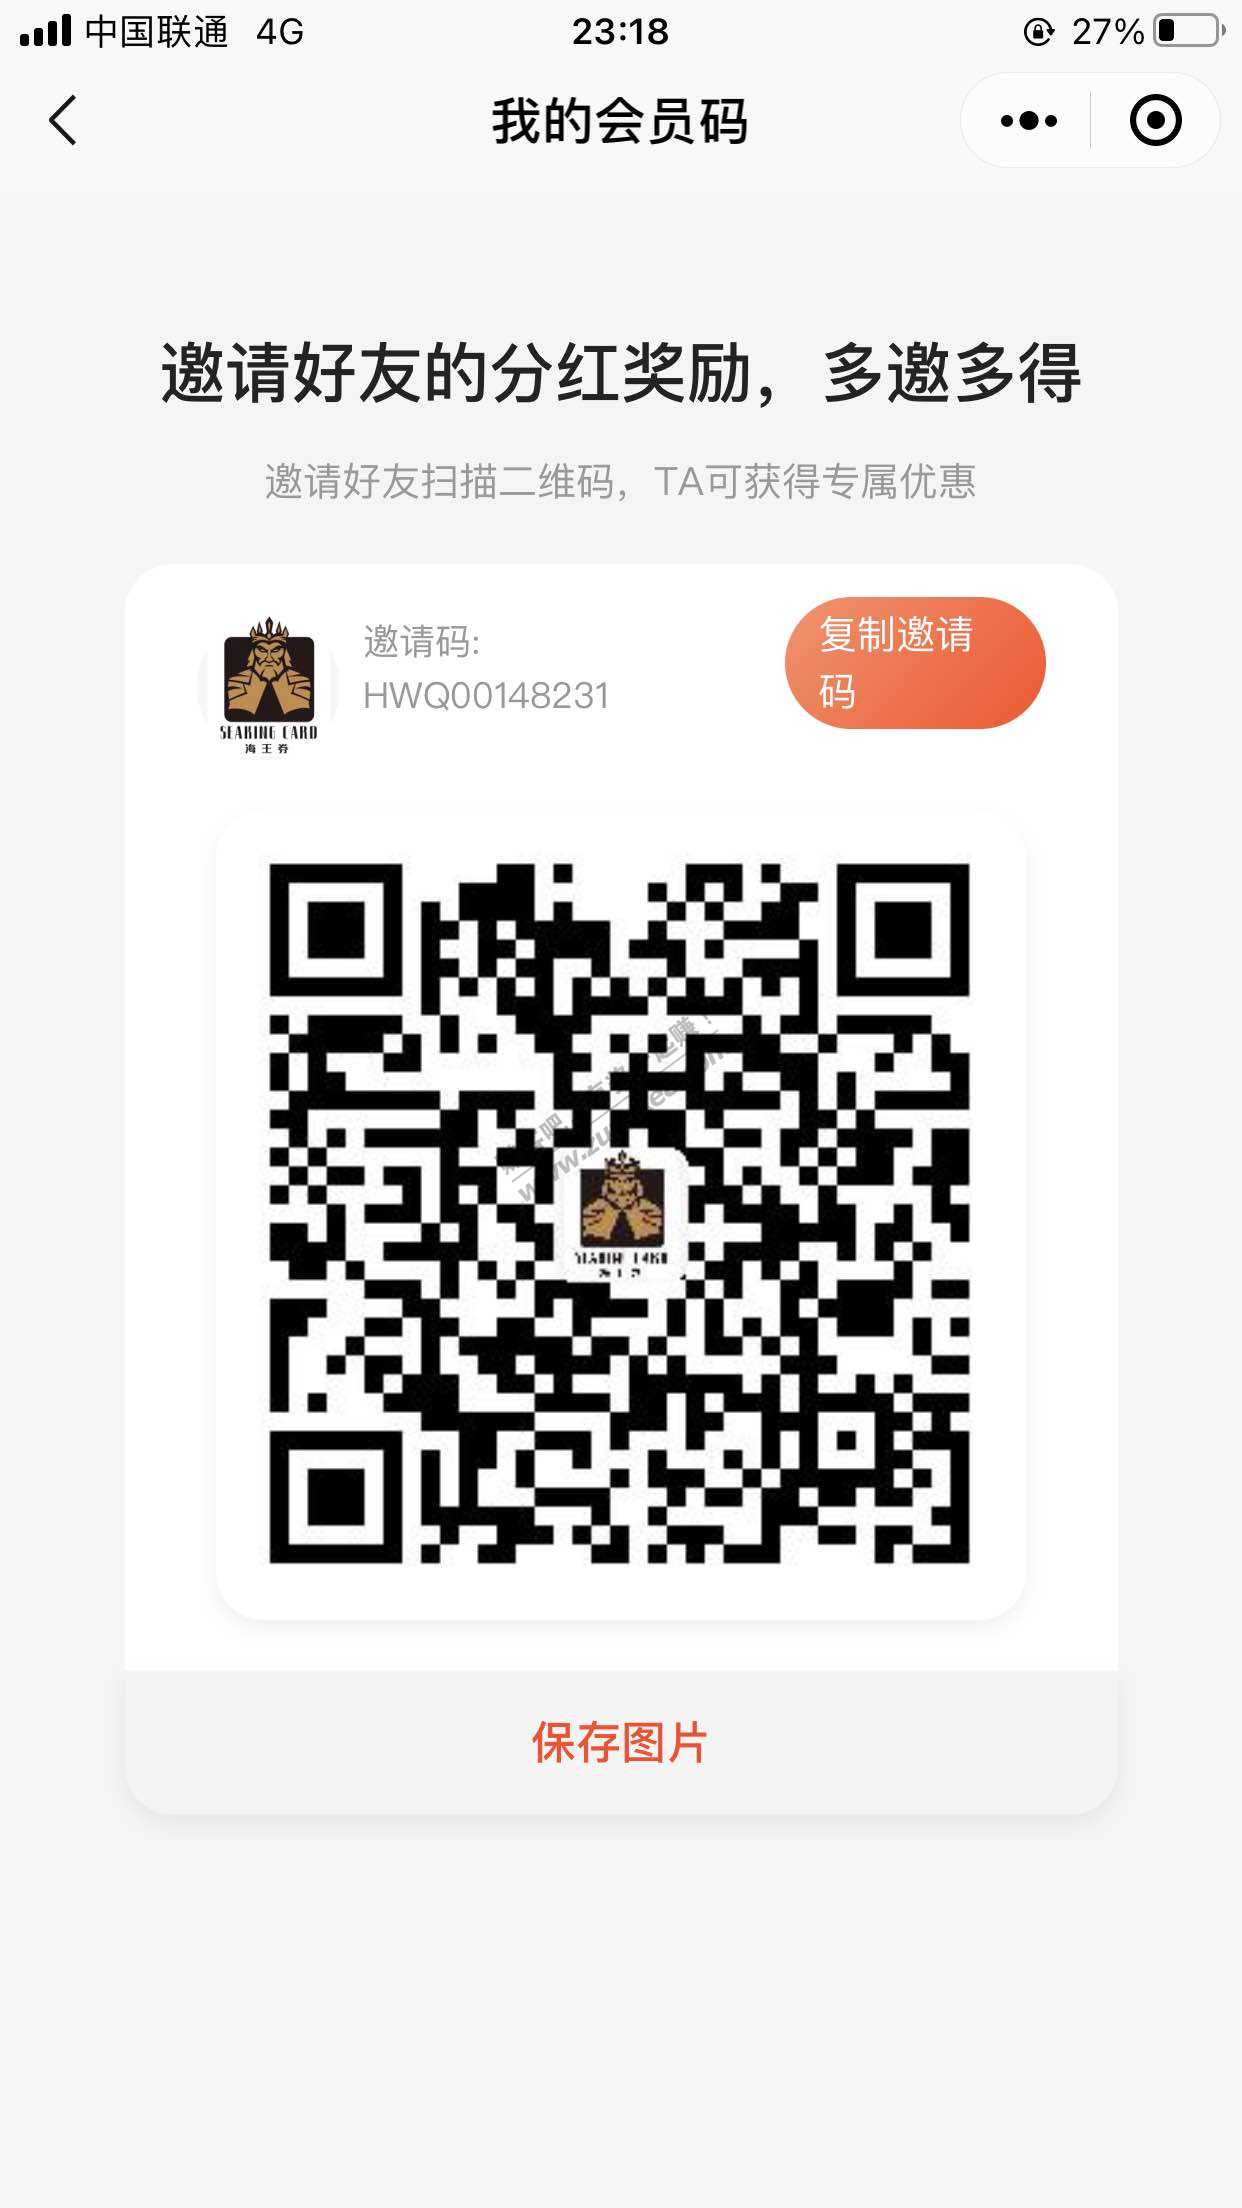 中国联通 4G 23:18 27%
我的会员码
邀请好友的分红奖励，多邀多得
邀请好友扫描二维码，TA可获得专属优惠
邀请码:
HWQ00148231
复制邀请
码
SEAKING CARD
海王券
保存图片